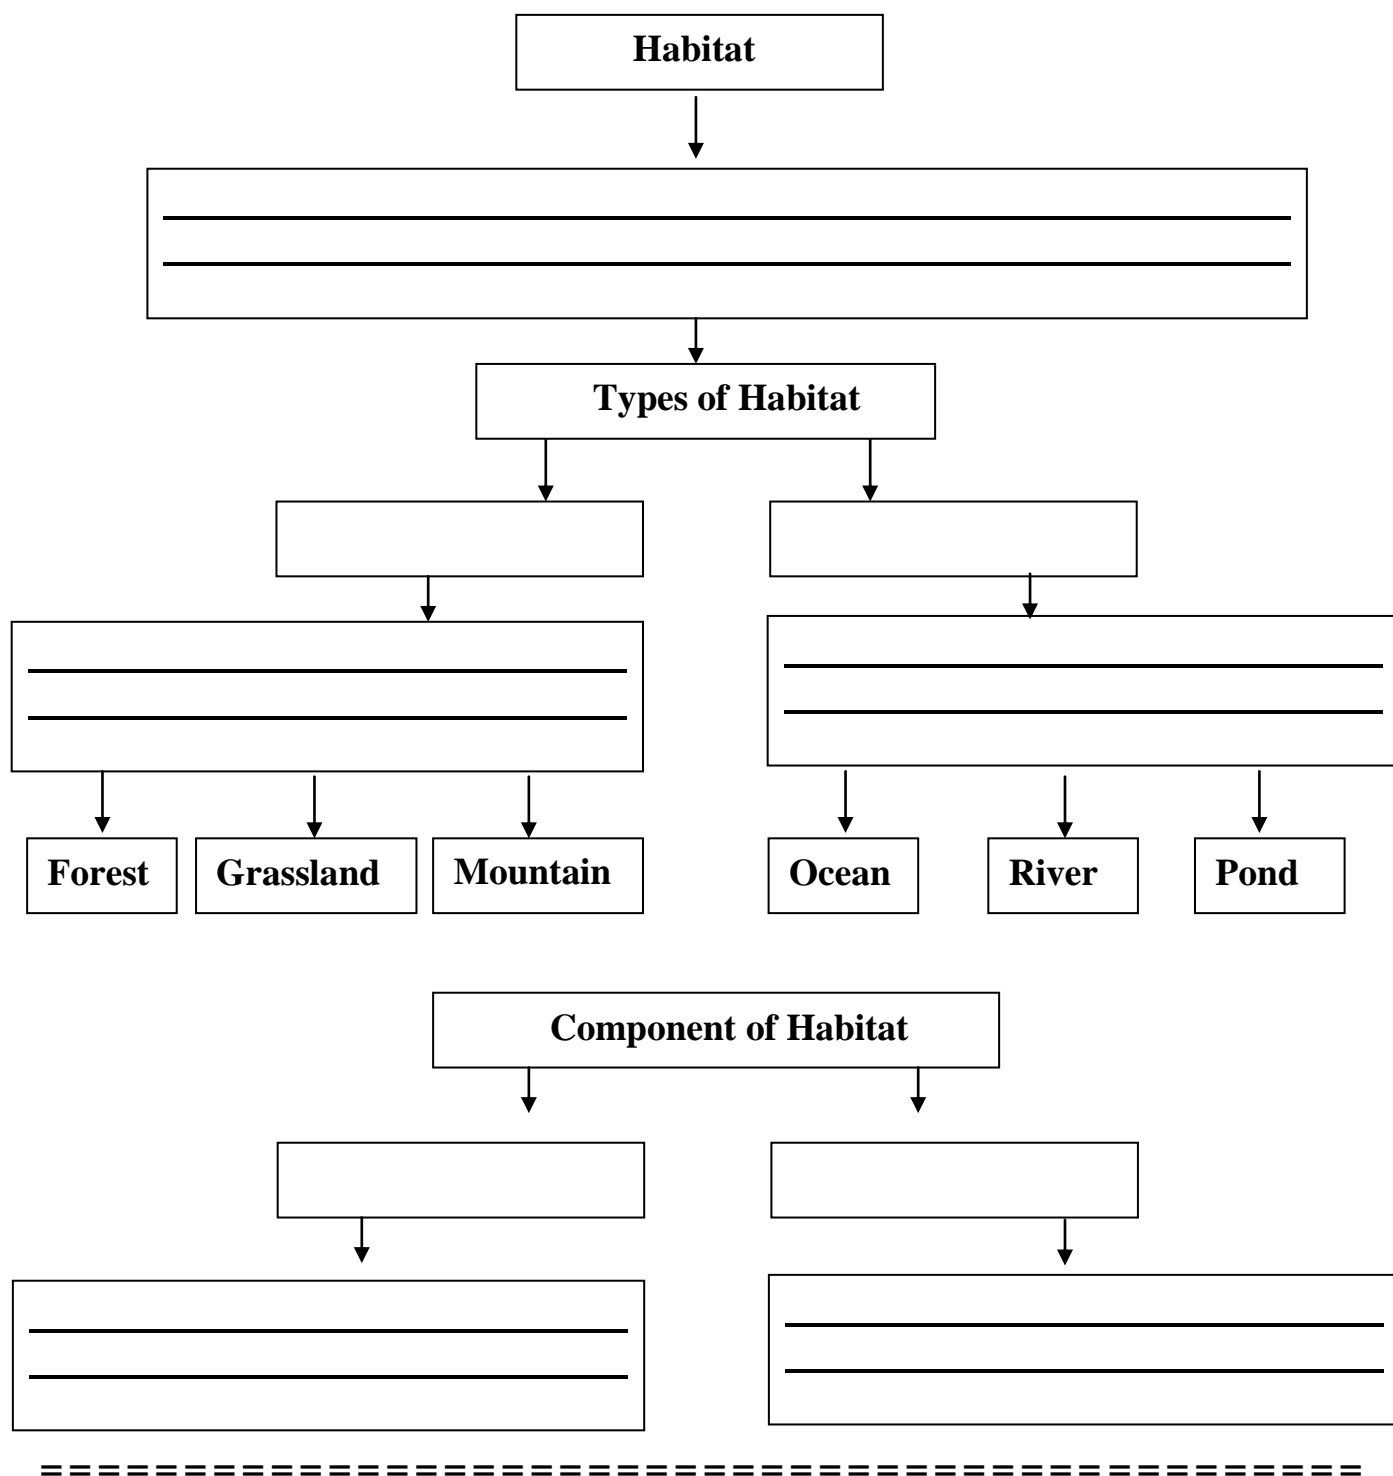 Habitat
Types of Habitat
Forest
Grassland
Mountain
Ocean
River
Pond
Component of Habitat